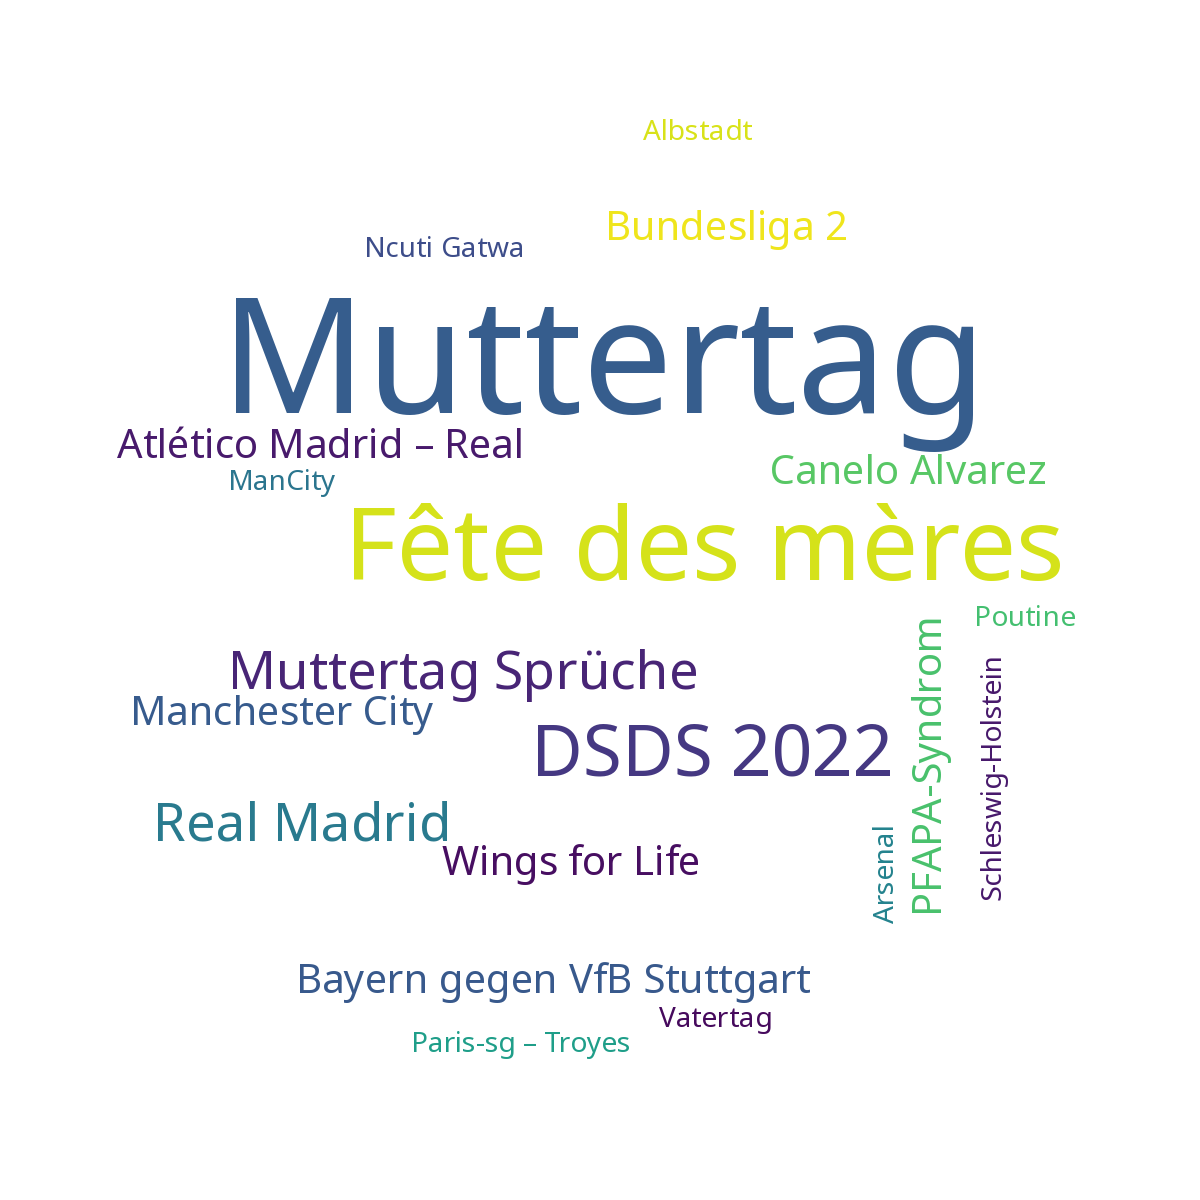 Albstadt
Bundesliga 2
Ncuti Gatwa
Muttertag
Atlético Madrid – Real
Canelo Alvarez
ManCity
Fête des mères
Poutine
Muttertag Sprüche
Manchester City
DSDS 2022
PFAPA-Syndrom
Schleswig-Holstein
Real Madrid
Wings for Life
Arsenal
Bayern gegen VfB Stuttgart
Vatertag
Paris-sg – Troyes